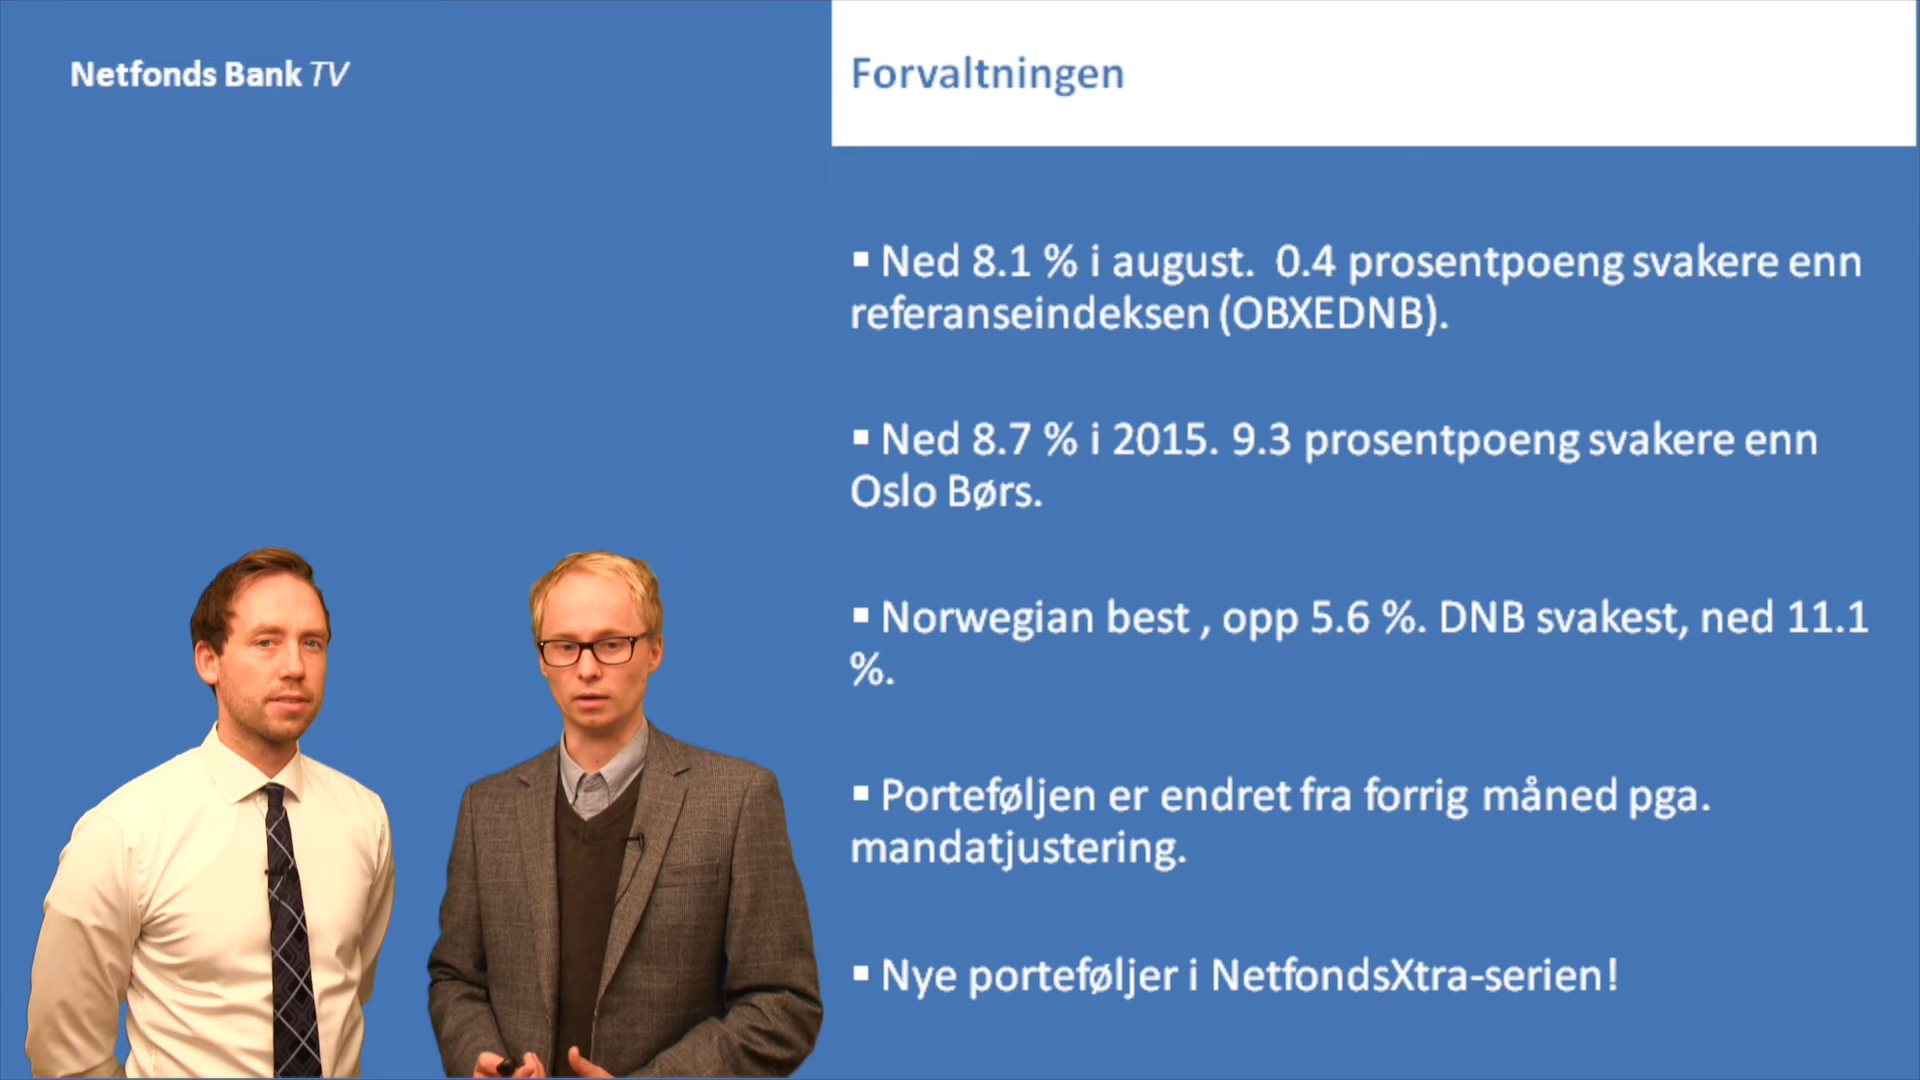 Netfonds Bank TV
Forvaltningen
▪ Ned 8.1 % i august.  0.4 prosentpoeng svakere enn
referanseindeksen (OBXEDNB).
▪ Ned 8.7 % i 2015. 9.3 prosentpoeng svakere enn
Oslo Børs.
▪ Norwegian best , opp 5.6 %. DNB svakest, ned 11.1
%.
▪ Porteføljen er endret fra forrig måned pga.
mandatjustering.
▪ Nye porteføljer i NetfondsXtra-serien!